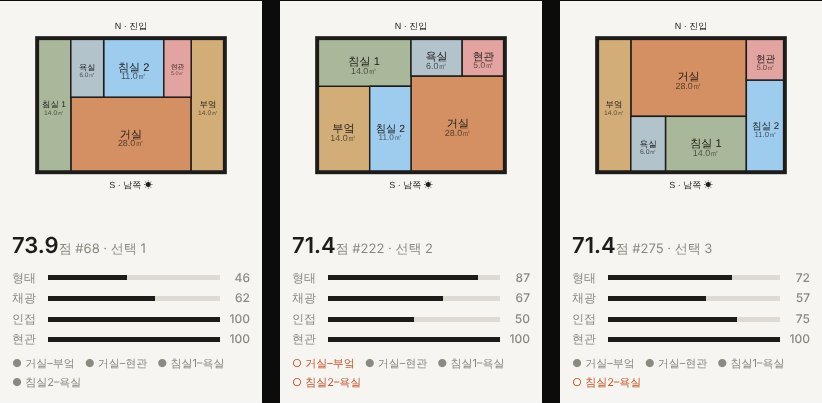 N · 진입
침실 1
14.0㎡
욕실
6.0㎡
침실 2
11.0㎡
현관
5.0㎡
거실
28.0㎡
부엌
14.0㎡
S · 남쪽 ☀
73.9점 #68 · 선택 1
형태 46
채광 62
인접 100
현관 100
거실–부엌 거실–현관 침실1–욕실
침실2–욕실
N · 진입
침실 1
14.0㎡
욕실
6.0㎡
현관
5.0㎡
부엌
14.0㎡
침실 2
11.0㎡
거실
28.0㎡
S · 남쪽 ☀
71.4점 #222 · 선택 2
형태 87
채광 67
인접 50
현관 100
거실–부엌 거실–현관 침실1–욕실
침실2–욕실
N · 진입
부엌
14.0㎡
거실
28.0㎡
현관
5.0㎡
욕실
6.0㎡
침실 1
14.0㎡
침실 2
11.0㎡
S · 남쪽 ☀
71.4점 #275 · 선택 3
형태 72
채광 57
인접 75
현관 100
거실–부엌 거실–현관 침실1–욕실
침실2–욕실